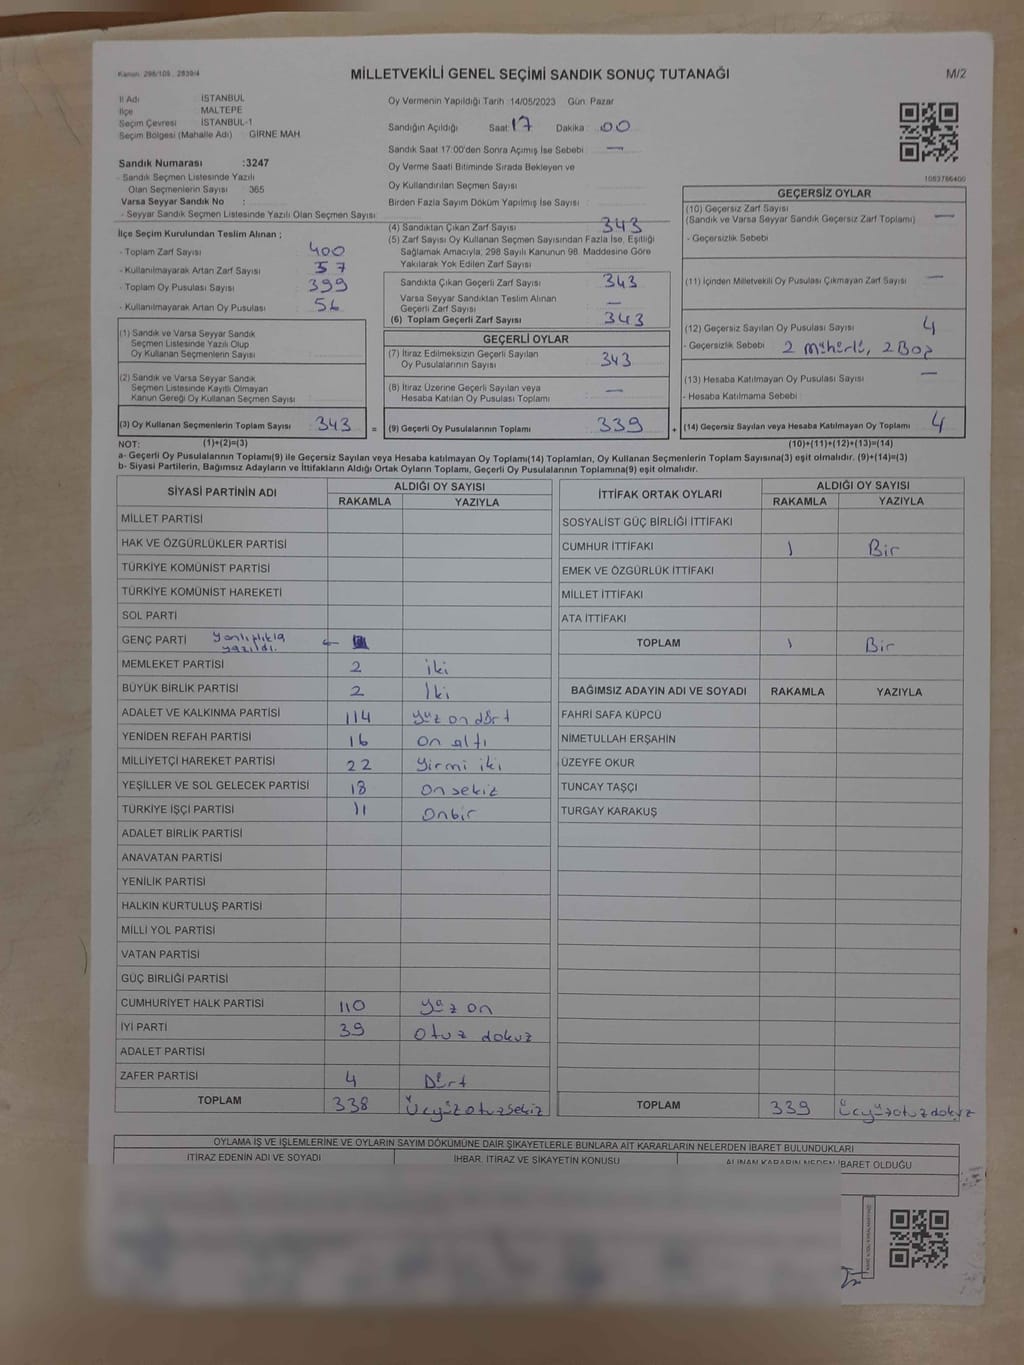 Kanun: 298/109 , 2839/4
MİLLETVEKİLİ GENEL SEÇİMİ SANDIK SONUÇ TUTANAĞI
M/2
İl Adı İSTANBUL
İlçe MALTEPE
Seçim Çevresi İSTANBUL-1
Seçim Bölgesi (Mahalle Adı) GİRNE MAH.
Sandık Numarası :3247
- Sandık Seçmen Listesinde Yazılı
Olan Seçmenlerin Sayısı : 365
Varsa Seyyar Sandık No :
- Seyyar Sandık Seçmen Listesinde Yazılı Olan Seçmen Sayısı:
Oy Vermenin Yapıldığı Tarih :14/05/2023 Gün: Pazar
Sandığın Açıldığı Saat: 17 Dakika : 00
Sandık Saat 17:00'den Sonra Açımış İse Sebebi : —
Oy Verme Saati Bitiminde Sırada Bekleyen ve
Oy Kullandırılan Seçmen Sayısı :
Birden Fazla Sayım Döküm Yapılmış İse Sayısı :
1083766400
İlçe Seçim Kurulundan Teslim Alınan ;
- Toplam Zarf Sayısı : 400
- Kullanılmayarak Artan Zarf Sayısı : 57
- Toplam Oy Pusulası Sayısı : 399
- Kullanılmayarak Artan Oy Pusulası : 56
(1) Sandık ve Varsa Seyyar Sandık
Seçmen Listesinde Yazılı Olup
Oy Kullanan Seçmenlerin Sayısı :
(2) Sandık ve Varsa Seyyar Sandık
Seçmen Listesinde Kayıtlı Olmayan
Kanun Gereği Oy Kullanan Seçmen Sayısı :
(3) Oy Kullanan Seçmenlerin Toplam Sayısı : 343 =
(4) Sandıktan Çıkan Zarf Sayısı : 343
(5) Zarf Sayısı Oy Kullanan Seçmen Sayısından Fazla İse, Eşitliği
Sağlamak Amacıyla, 298 Sayılı Kanunun 98. Maddesine Göre
Yakılarak Yok Edilen Zarf Sayısı :
Sandıkta Çıkan Geçerli Zarf Sayısı : 343
Varsa Seyyar Sandıktan Teslim Alınan
Geçerli Zarf Sayısı : —
(6) Toplam Geçerli Zarf Sayısı : 343
GEÇERLİ OYLAR
(7) İtiraz Edilmeksizin Geçerli Sayılan
Oy Pusulalarının Sayısı : 343
(8) İtiraz Üzerine Geçerli Sayılan veya
Hesaba Katılan Oy Pusulası Toplamı : —
(9) Geçerli Oy Pusulalarının Toplamı : 339 +
GEÇERSİZ OYLAR
(10) Geçersiz Zarf Sayısı
(Sandık ve Varsa Seyyar Sandık Geçersiz Zarf Toplamı) : —
- Geçersizlik Sebebi :
(11) İçinden Milletvekili Oy Pusulası Çıkmayan Zarf Sayısı : —
(12) Geçersiz Sayılan Oy Pusulası Sayısı : 4
- Geçersizlik Sebebi : 2 mühürlü, 2 Boş
(13) Hesaba Katılmayan Oy Pusulası Sayısı : —
- Hesaba Katılmama Sebebi :
(14) Geçersiz Sayılan veya Hesaba Katılmayan Oy Toplamı : 4
NOT: (1)+(2)=(3) (10)+(11)+(12)+(13)=(14)
a- Geçerli Oy Pusulalarının Toplamı(9) ile Geçersiz Sayılan veya Hesaba katılmayan Oy Toplamı(14) Toplamları, Oy Kullanan Seçmenlerin Toplam Sayısına(3) eşit olmalıdır. (9)+(14)=(3)
b- Siyasi Partilerin, Bağımsız Adayların ve İttifakların Aldığı Ortak Oyların Toplamı, Geçerli Oy Pusulalarının Toplamına(9) eşit olmalıdır.
SİYASİ PARTİNİN ADI ALDIĞI OY SAYISI
RAKAMLA YAZIYLA
MİLLET PARTİSİ
HAK VE ÖZGÜRLÜKLER PARTİSİ
TÜRKİYE KOMÜNİST PARTİSİ
TÜRKİYE KOMÜNİST HAREKETİ
SOL PARTİ
GENÇ PARTİ Yanlışlıkla yazıldı. ←
MEMLEKET PARTİSİ 2 iki
BÜYÜK BİRLİK PARTİSİ 2 İki
ADALET VE KALKINMA PARTİSİ 114 yüz on dört
YENİDEN REFAH PARTİSİ 16 on altı
MİLLİYETÇİ HAREKET PARTİSİ 22 yirmi iki
YEŞİLLER VE SOL GELECEK PARTİSİ 18 on sekiz
TÜRKİYE İŞÇİ PARTİSİ 11 onbir
ADALET BİRLİK PARTİSİ
ANAVATAN PARTİSİ
YENİLİK PARTİSİ
HALKIN KURTULUŞ PARTİSİ
MİLLİ YOL PARTİSİ
VATAN PARTİSİ
GÜÇ BİRLİĞİ PARTİSİ
CUMHURİYET HALK PARTİSİ 110 yüz on
İYİ PARTİ 39 otuz dokuz
ADALET PARTİSİ
ZAFER PARTİSİ 4 Dört
TOPLAM 338 Üçyüzotuzsekiz
İTTİFAK ORTAK OYLARI ALDIĞI OY SAYISI
RAKAMLA YAZIYLA
SOSYALİST GÜÇ BİRLİĞİ İTTİFAKI
CUMHUR İTTİFAKI 1 Bir
EMEK VE ÖZGÜRLÜK İTTİFAKI
MİLLET İTTİFAKI
ATA İTTİFAKI
TOPLAM 1 Bir
BAĞIMSIZ ADAYIN ADI VE SOYADI RAKAMLA YAZIYLA
FAHRİ SAFA KÜPCÜ
NİMETULLAH ERŞAHİN
ÜZEYFE OKUR
TUNCAY TAŞÇI
TURGAY KARAKUŞ
TOPLAM 339 Üçyüzotuzdokuz
OYLAMA İŞ VE İŞLEMLERİNE VE OYLARIN SAYIM DÖKÜMÜNE DAİR ŞİKAYETLERLE BUNLARA AİT KARARLARIN NELERDEN İBARET BULUNDUKLARI
İTİRAZ EDENİN ADI VE SOYADI İHBAR, İTİRAZ VE ŞİKAYETİN KONUSU ALINAN KARARIN NEDEN İBARET OLDUĞU